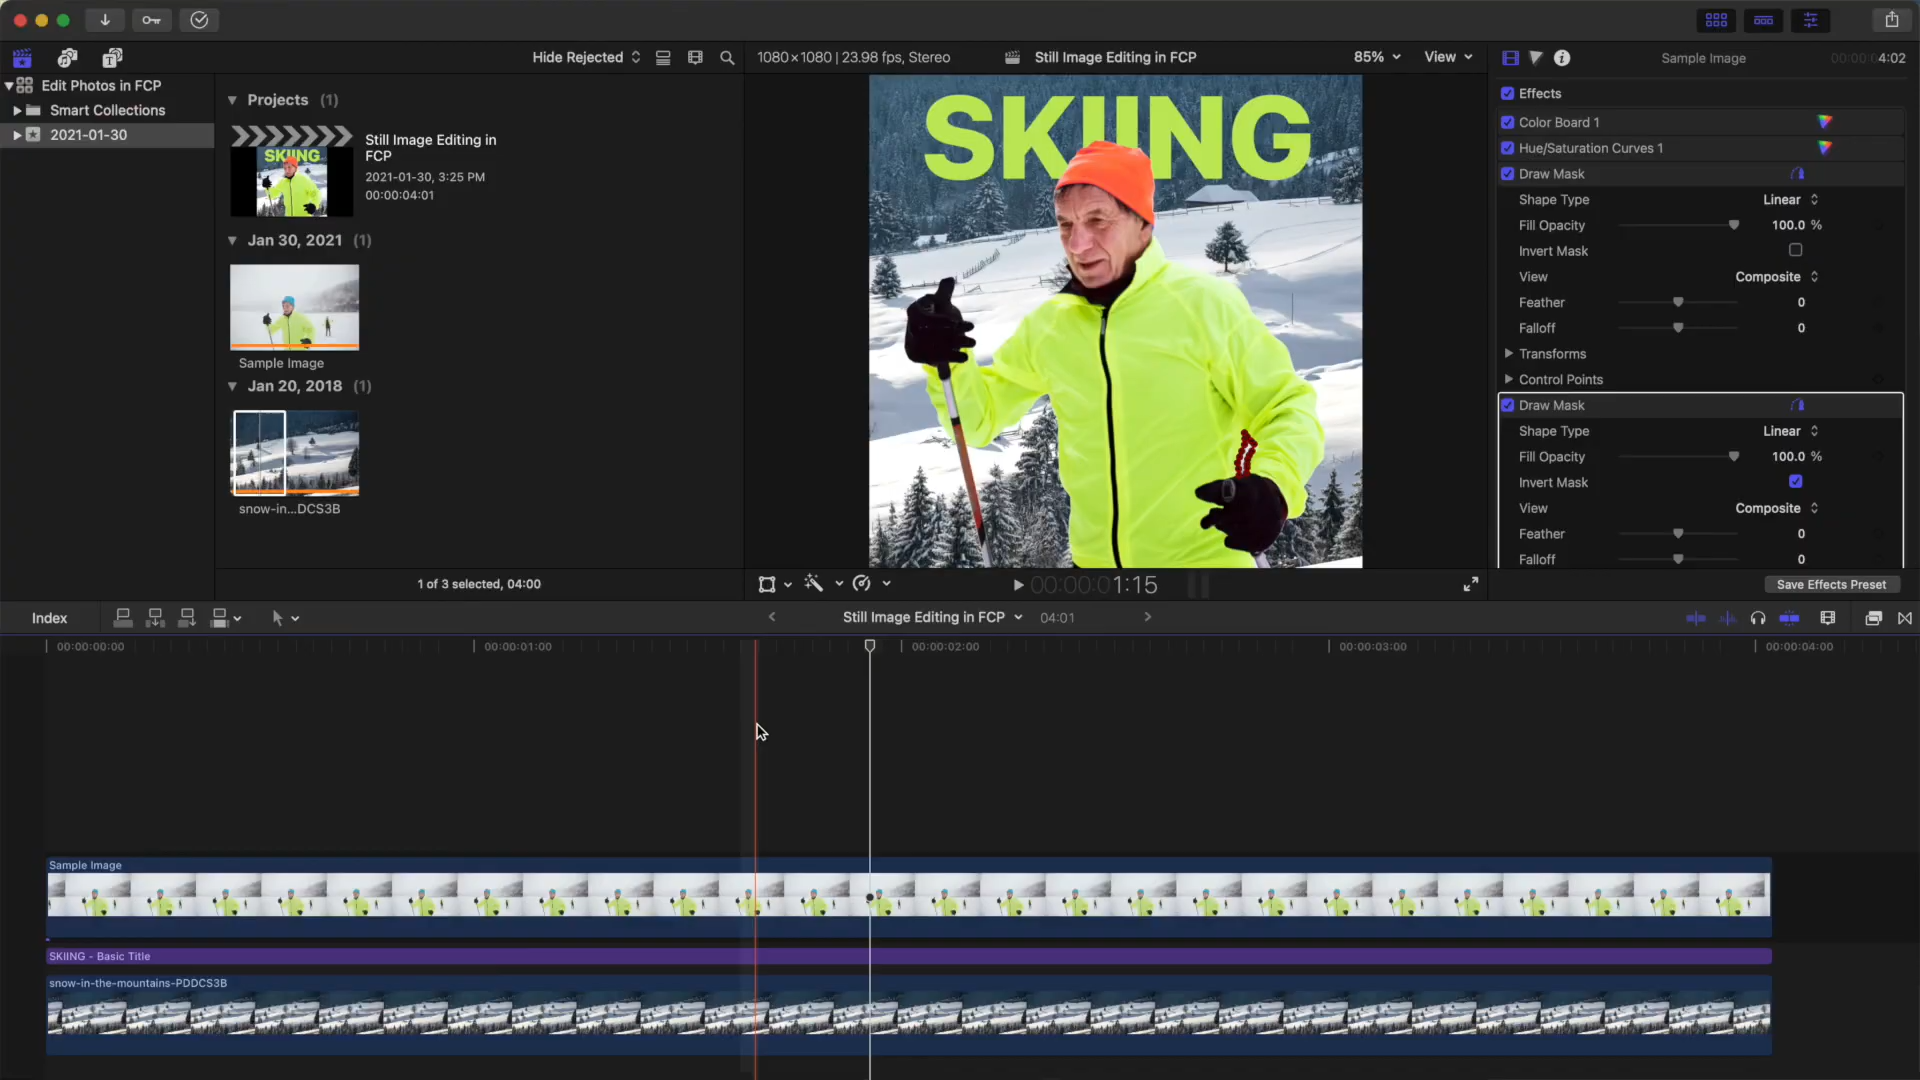 Hide Rejected
1080×1080 | 23.98 fps, Stereo
Still Image Editing in FCP
85%
View
Sample Image
00:00:04:02
Edit Photos in FCP
Smart Collections
2021-01-30
Projects (1)
Still Image Editing in
FCP
2021-01-30, 3:25 PM
00:00:04:01
SKIING
Jan 30, 2021 (1)
Sample Image
Jan 20, 2018 (1)
snow-in...DCS3B
1 of 3 selected, 04:00
SKIING
00:00:01:15
Effects
Color Board 1
Hue/Saturation Curves 1
Draw Mask
Shape Type Linear
Fill Opacity 100.0 %
Invert Mask
View Composite
Feather 0
Falloff 0
Transforms
Control Points
Draw Mask
Shape Type Linear
Fill Opacity 100.0 %
Invert Mask
View Composite
Feather 0
Falloff 0
Save Effects Preset
Index
Still Image Editing in FCP
04:01
00:00:00:00
00:00:01:00
00:00:02:00
00:00:03:00
00:00:04:00
Sample Image
SKIING - Basic Title
snow-in-the-mountains-PDDCS3B